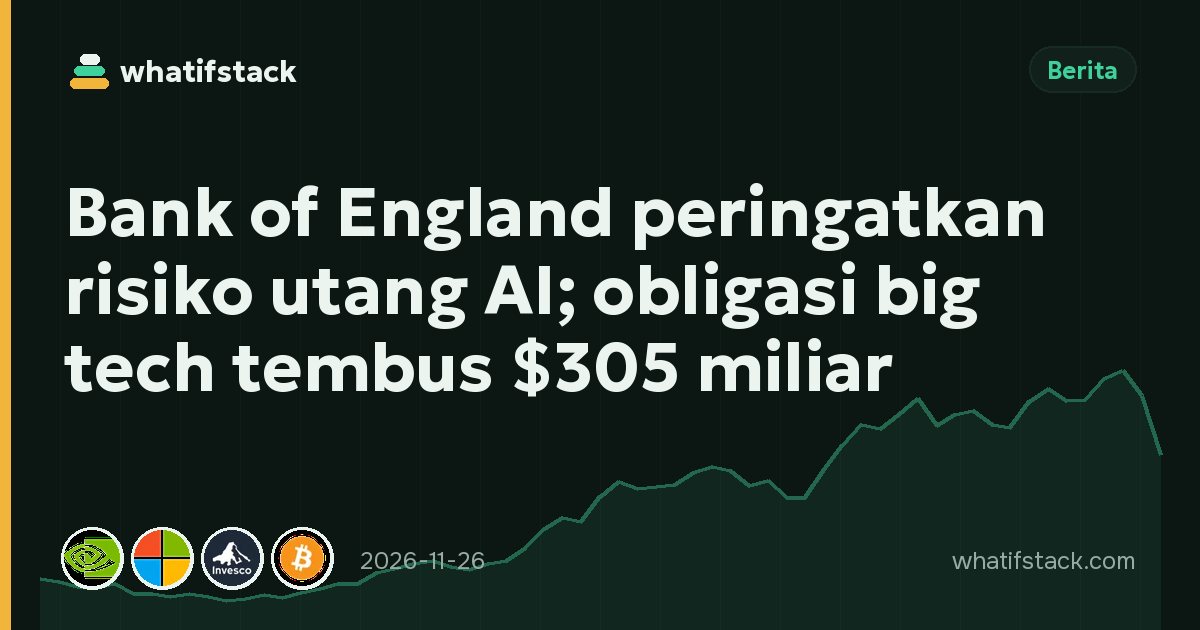 whatifstack
Berita
Bank of England peringatkan
risiko utang AI; obligasi big
tech tembus $305 miliar
Invesco
2026-11-26
whatifstack.com